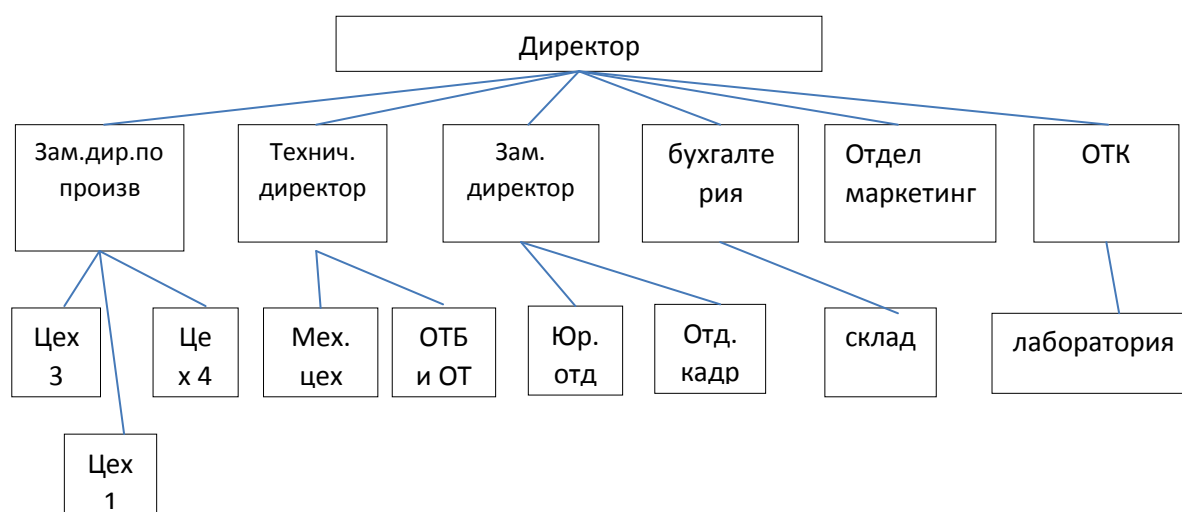 Директор
Зам.дир.по
произв
Технич.
директор
Зам.
директор
бухгалте
рия
Отдел
маркетинг
ОТК
Цех
3
Це
х 4
Мех.
цех
ОТБ
и ОТ
Юр.
отд
Отд.
кадр
склад
лаборатория
Цех
1